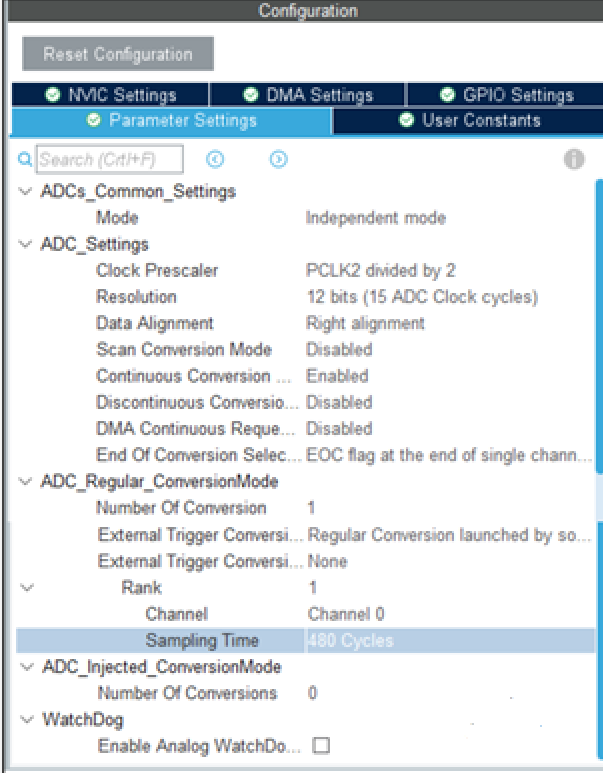 Configuration
Reset Configuration
NVIC Settings DMA Settings GPIO Settings
Parameter Settings User Constants
Search (Crtl+F)
ADCs_Common_Settings
Mode Independent mode
ADC_Settings
Clock Prescaler PCLK2 divided by 2
Resolution 12 bits (15 ADC Clock cycles)
Data Alignment Right alignment
Scan Conversion Mode Disabled
Continuous Conversion ... Enabled
Discontinuous Conversio... Disabled
DMA Continuous Reque... Disabled
End Of Conversion Selec... EOC flag at the end of single chann...
ADC_Regular_ConversionMode
Number Of Conversion 1
External Trigger Conversi... Regular Conversion launched by so...
External Trigger Conversi... None
Rank 1
Channel Channel 0
Sampling Time 480 Cycles
ADC_Injected_ConversionMode
Number Of Conversions 0
WatchDog
Enable Analog WatchDo...